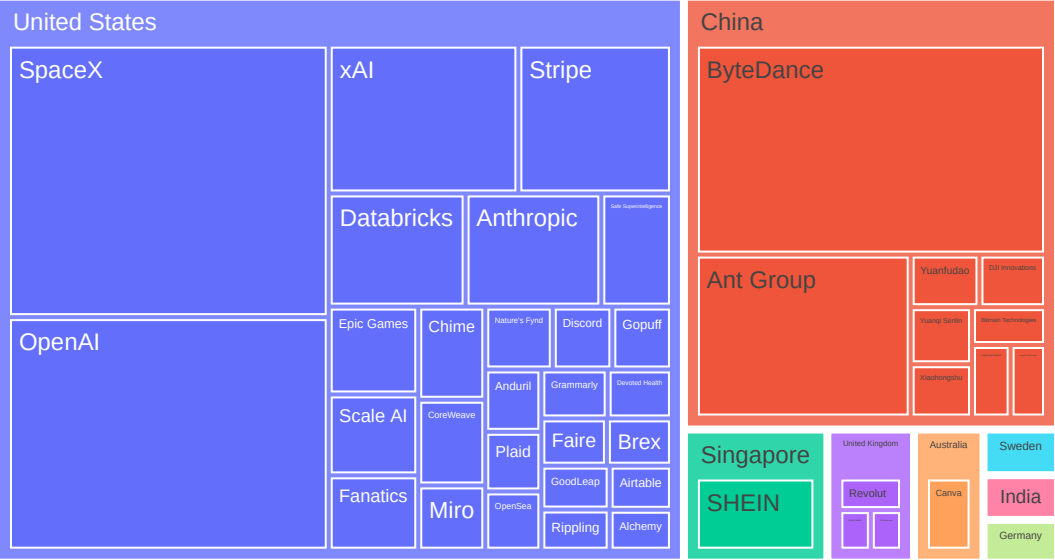 United States
SpaceX
xAI
Stripe
Databricks
Anthropic
Safe Superintelligence
OpenAI
Epic Games
Chime
Nature's Fynd
Discord
Gopuff
Anduril
Grammarly
Devoted Health
Scale AI
CoreWeave
Plaid
Faire
Brex
Fanatics
Miro
OpenSea
GoodLeap
Airtable
Rippling
Alchemy
China
ByteDance
Ant Group
Yuanfudao
DJI Innovations
Yuanqi Senlin
Bitmain Technologies
Xiaohongshu
Singapore
SHEIN
United Kingdom
Revolut
Australia
Canva
Sweden
India
Germany